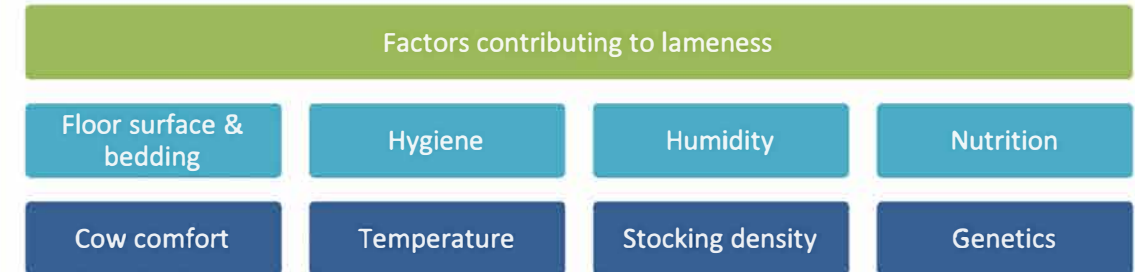 Factors contributing to lameness
Floor surface &
bedding
Hygiene
Humidity
Nutrition
Cow comfort
Temperature
Stocking density
Genetics